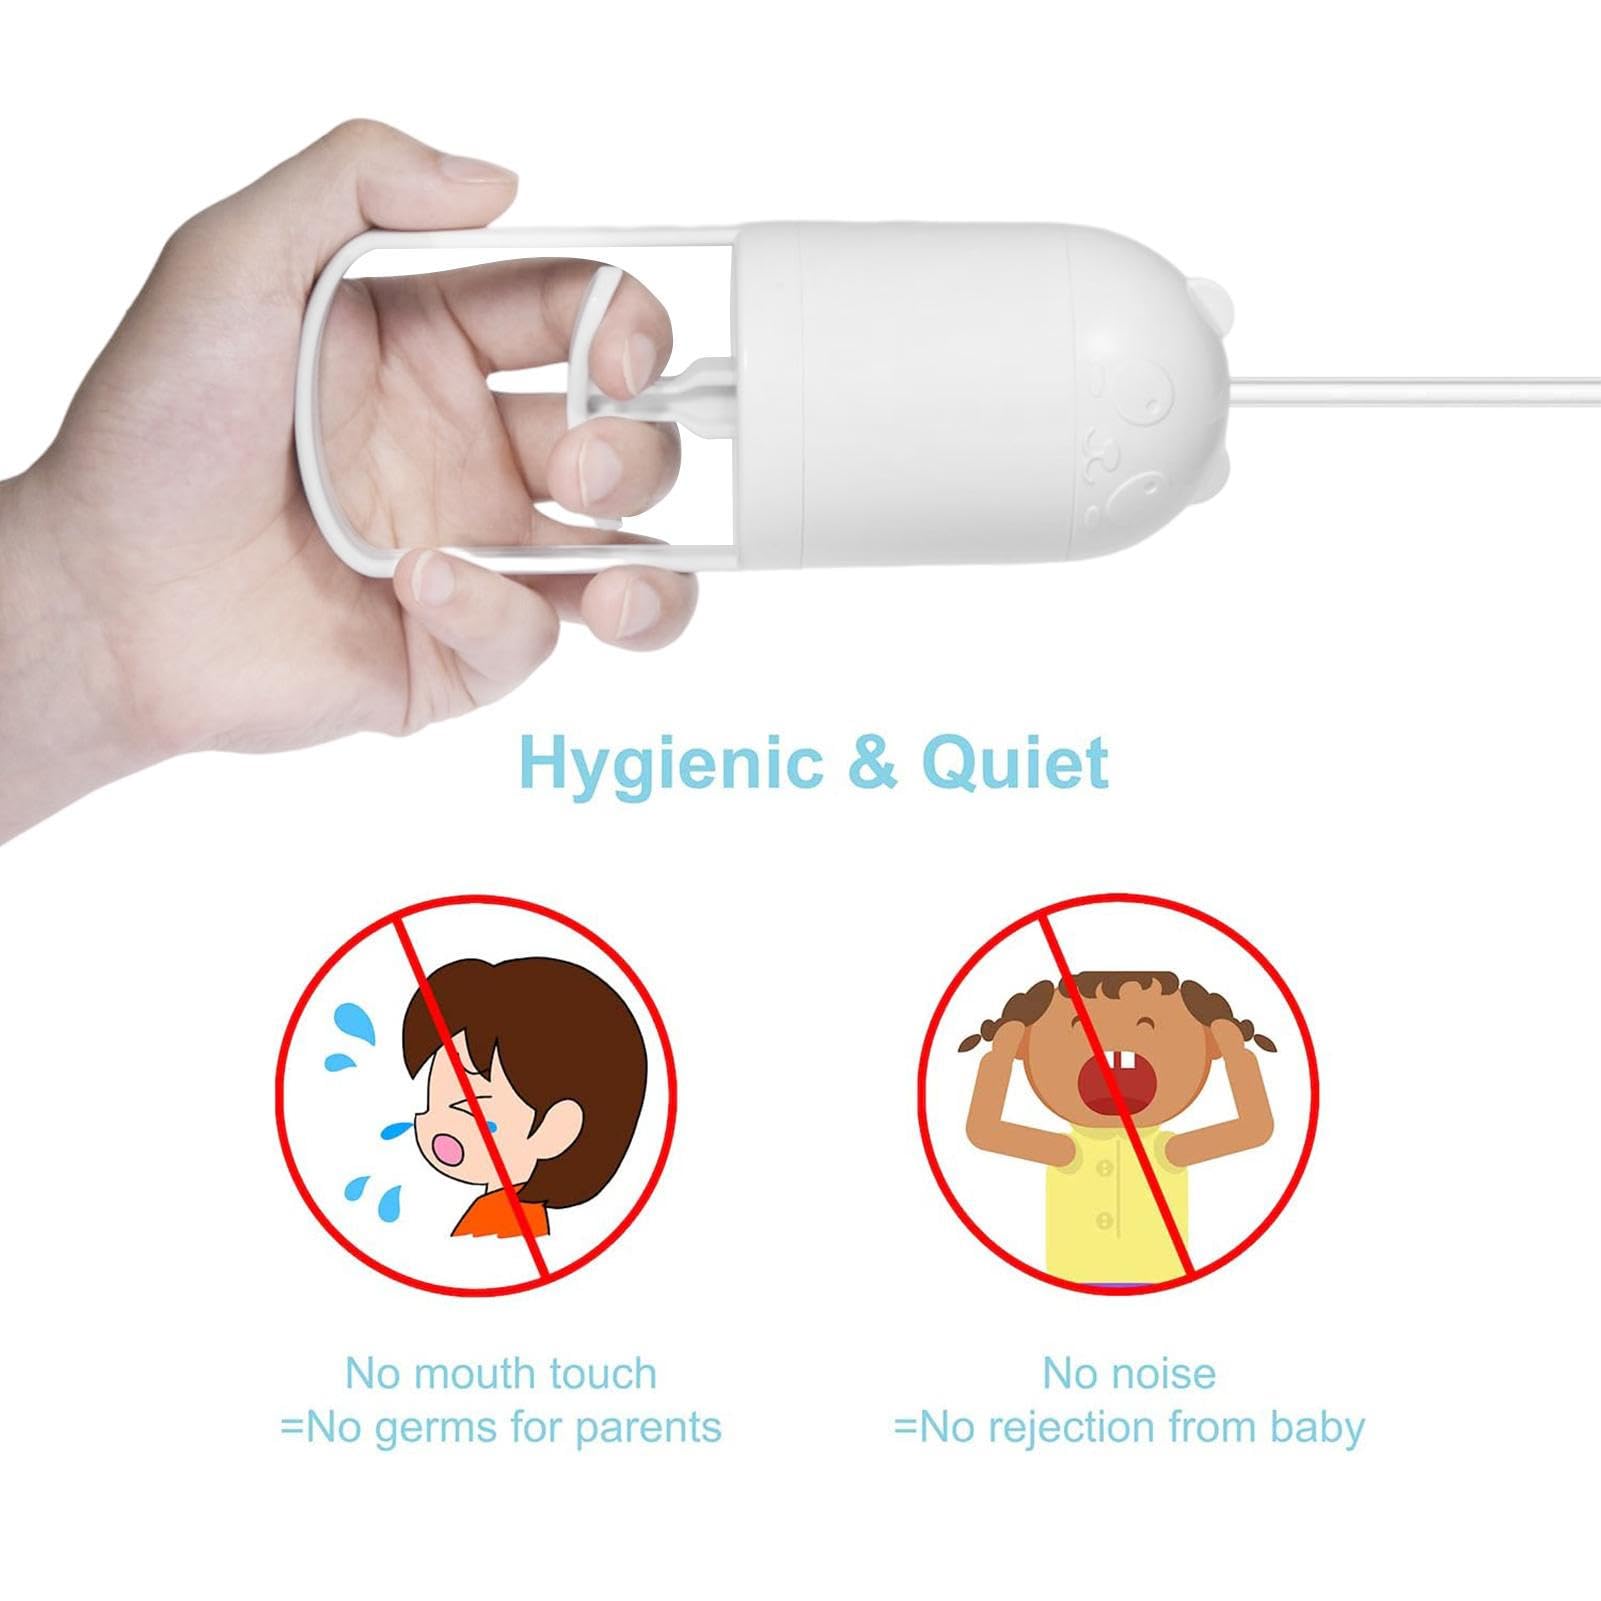 Hygienic & Quiet
No mouth touch
=No germs for parents
No noise
=No rejection from baby